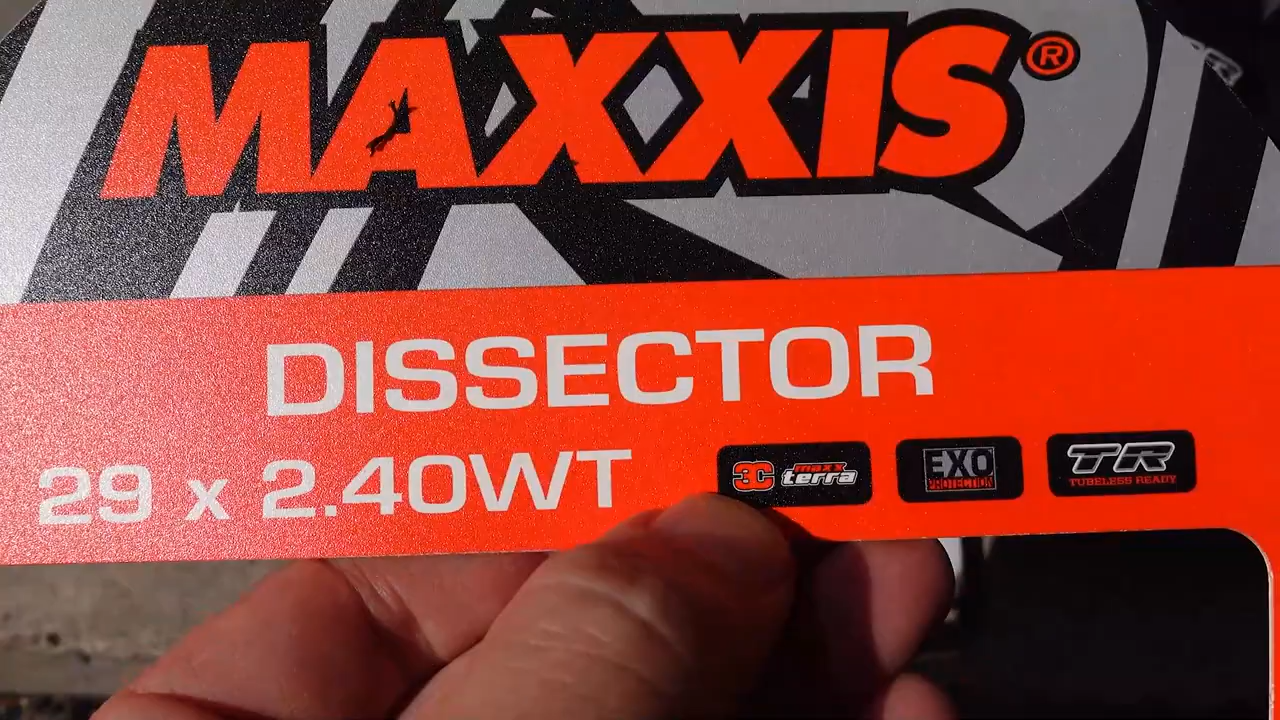 MAXXIS®
DISSECTOR
29 x 2.40WT
3C maxx terra
EXO PROTECTION
TR TUBELESS READY